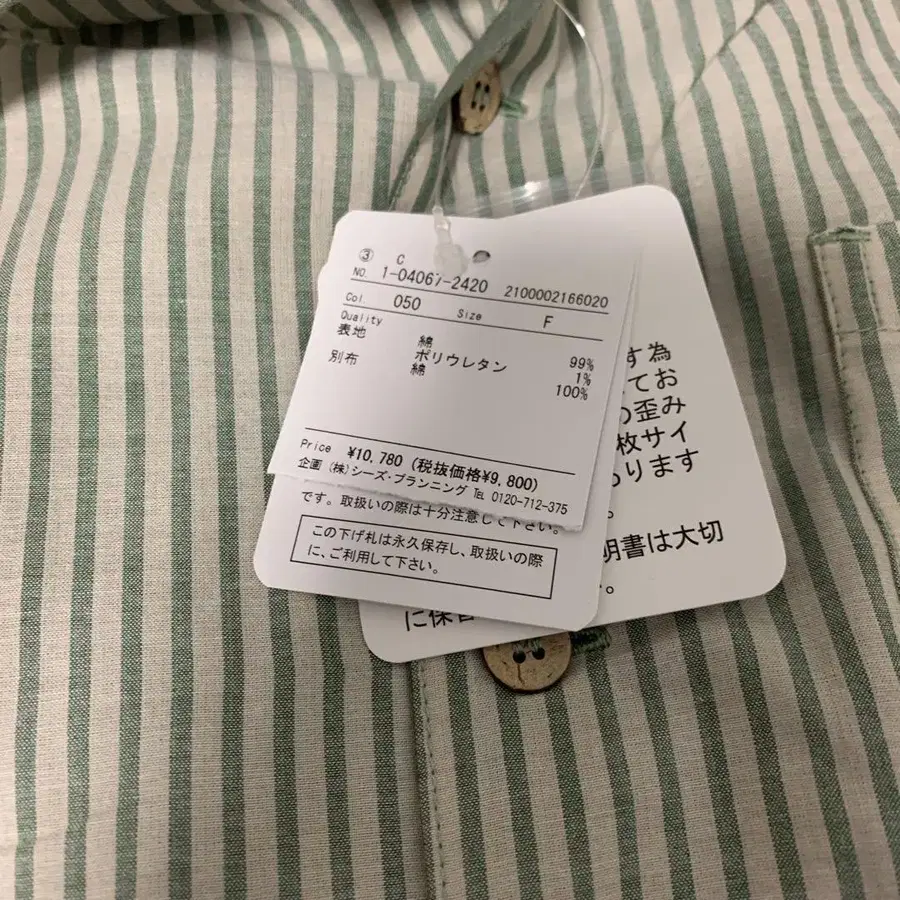 ③ C
NO. 1-04067-2420 2100002166020
Col. 050 Size F
Quality
表地 綿 99%
ポリウレタン 1%
別布 綿 100%
Price ¥10,780 (税抜価格¥9,800)
企画 (株)シーズ・プランニング TEL 0120-712-375
です。取扱いの際は十分注意して下さい。
この下げ札は永久保存し、取扱いの際
に、ご利用して下さい。
す為
てお
の歪み
枚サイ
ります
。
明書は大切
に保
。